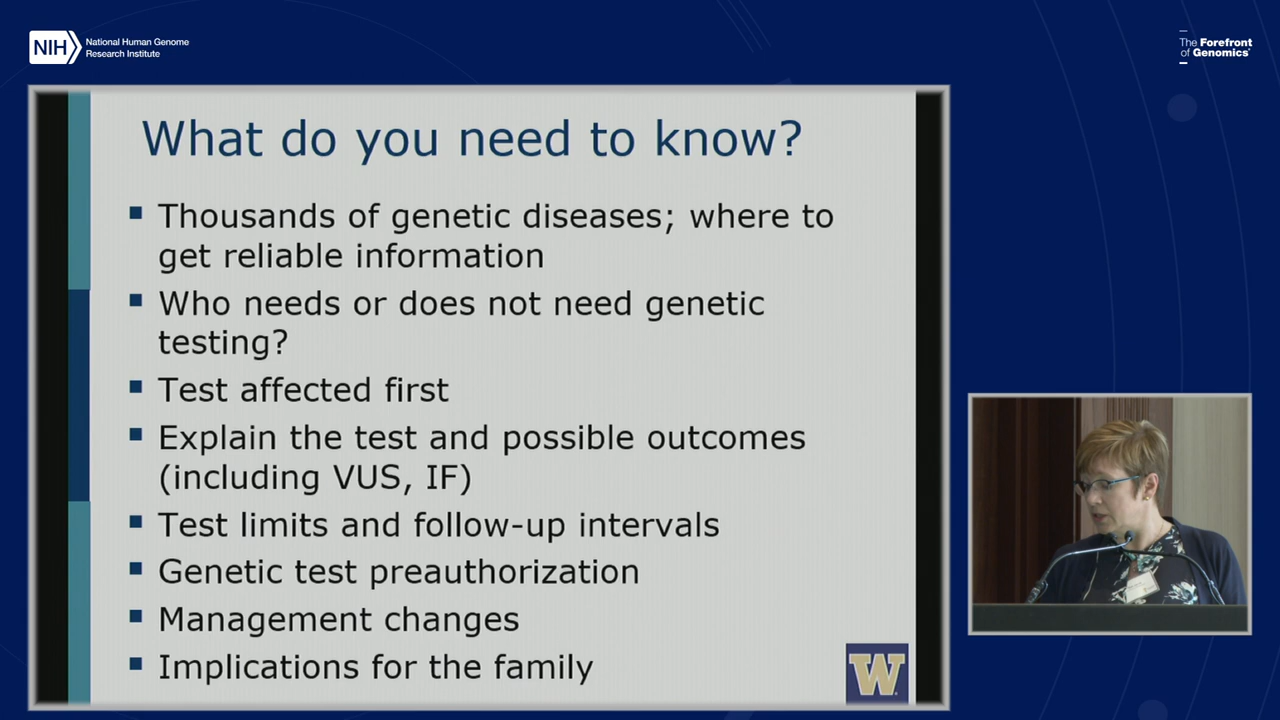 NIH
National Human Genome
Research Institute
The Forefront
of Genomics®
What do you need to know?
Thousands of genetic diseases; where to
get reliable information
Who needs or does not need genetic
testing?
Test affected first
Explain the test and possible outcomes
(including VUS, IF)
Test limits and follow-up intervals
Genetic test preauthorization
Management changes
Implications for the family
W